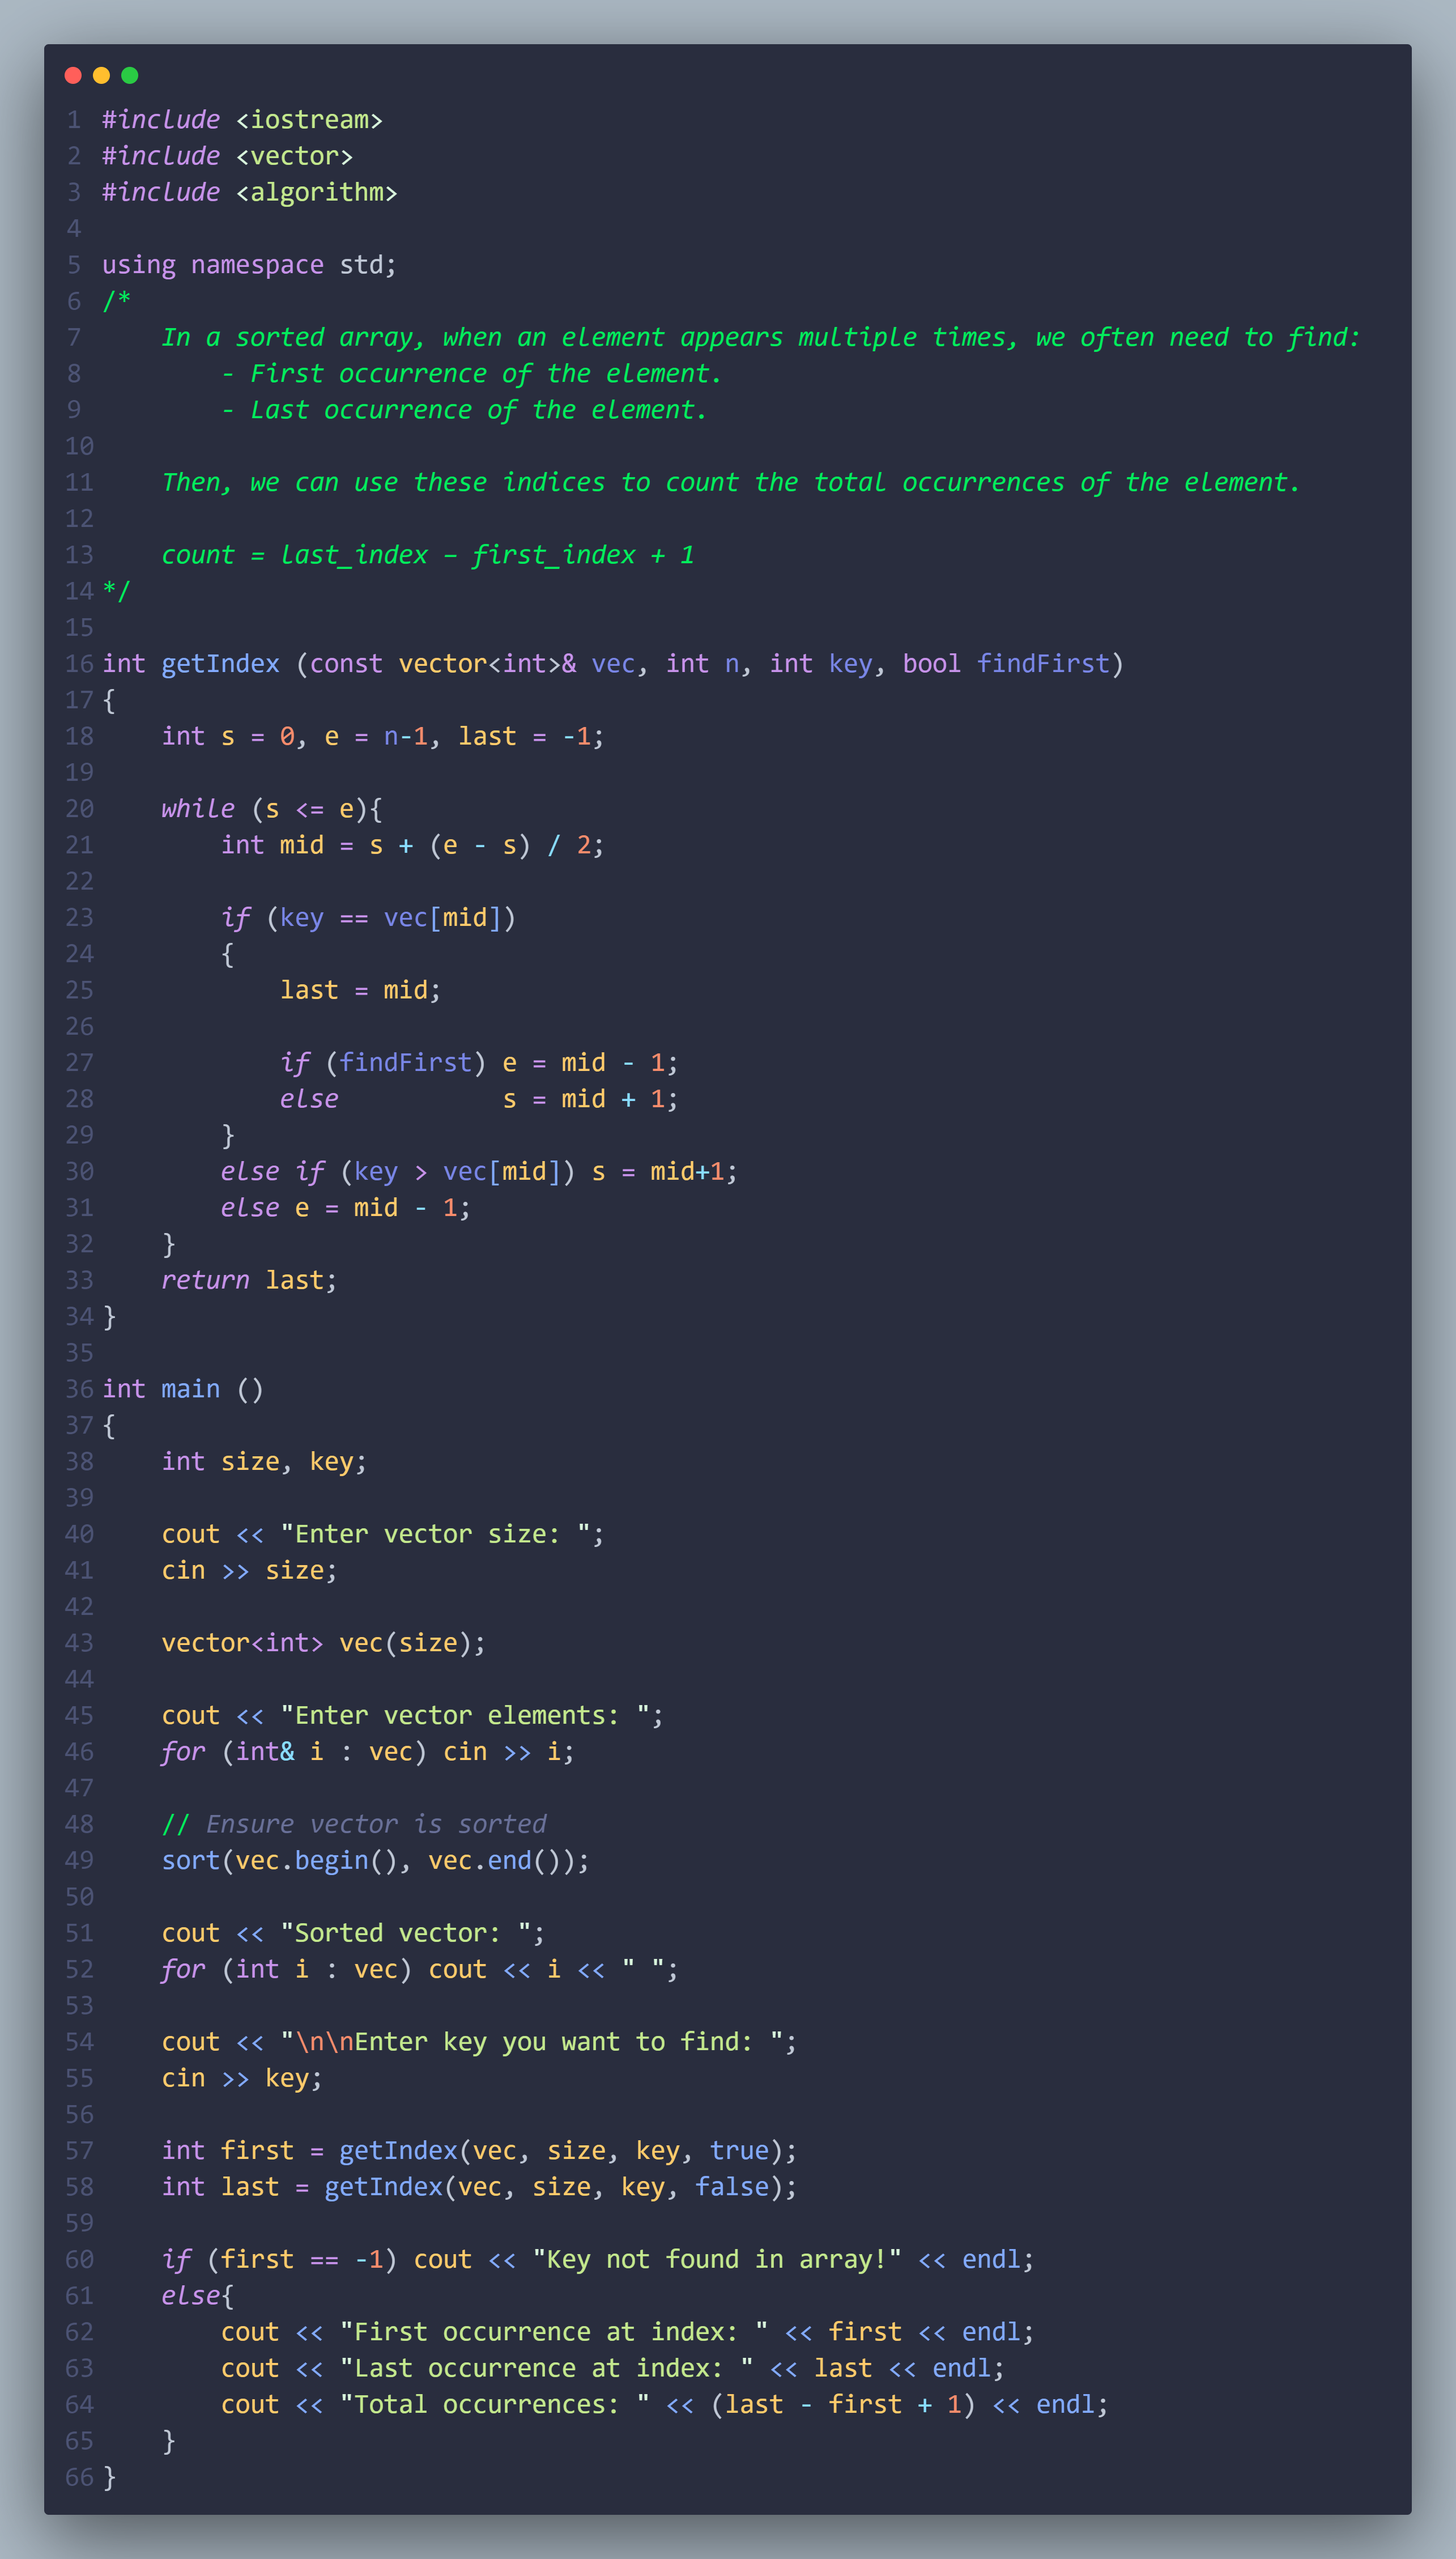 1 #include <iostream>
2 #include <vector>
3 #include <algorithm>
4
5 using namespace std;
6 /*
7     In a sorted array, when an element appears multiple times, we often need to find:
8         - First occurrence of the element.
9         - Last occurrence of the element.
10
11     Then, we can use these indices to count the total occurrences of the element.
12
13     count = last_index – first_index + 1
14 */
15
16 int getIndex (const vector<int>& vec, int n, int key, bool findFirst)
17 {
18     int s = 0, e = n-1, last = -1;
19
20     while (s <= e){
21         int mid = s + (e - s) / 2;
22
23         if (key == vec[mid])
24         {
25             last = mid;
26
27             if (findFirst) e = mid - 1;
28             else           s = mid + 1;
29         }
30         else if (key > vec[mid]) s = mid+1;
31         else e = mid - 1;
32     }
33     return last;
34 }
35
36 int main ()
37 {
38     int size, key;
39
40     cout << "Enter vector size: ";
41     cin >> size;
42
43     vector<int> vec(size);
44
45     cout << "Enter vector elements: ";
46     for (int& i : vec) cin >> i;
47
48     // Ensure vector is sorted
49     sort(vec.begin(), vec.end());
50
51     cout << "Sorted vector: ";
52     for (int i : vec) cout << i << " ";
53
54     cout << "\n\nEnter key you want to find: ";
55     cin >> key;
56
57     int first = getIndex(vec, size, key, true);
58     int last = getIndex(vec, size, key, false);
59
60     if (first == -1) cout << "Key not found in array!" << endl;
61     else{
62         cout << "First occurrence at index: " << first << endl;
63         cout << "Last occurrence at index: " << last << endl;
64         cout << "Total occurrences: " << (last - first + 1) << endl;
65     }
66 }